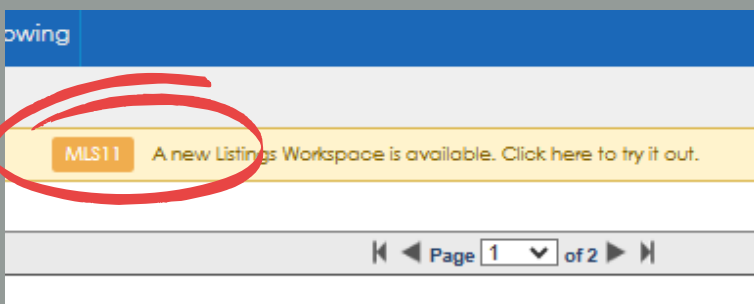 owing
MLS11 A new Listings Workspace is available. Click here to try it out.
Page 1 of 2